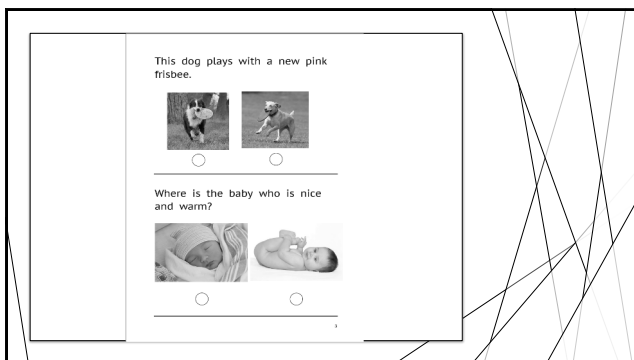 This dog plays with a new pink
frisbee.
Where is the baby who is nice
and warm?
3